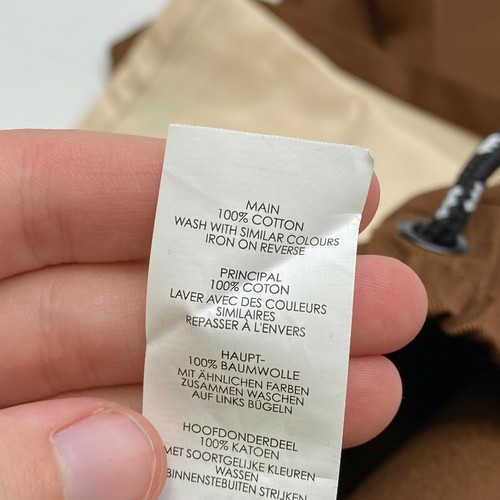 MAIN
100% COTTON
WASH WITH SIMILAR COLOURS
IRON ON REVERSE
PRINCIPAL
100% COTON
LAVER AVEC DES COULEURS
SIMILAIRES
REPASSER À L'ENVERS
HAUPT-
100% BAUMWOLLE
MIT ÄHNLICHEN FARBEN
ZUSAMMEN WASCHEN
AUF LINKS BÜGELN
HOOFDONDERDEEL
100% KATOEN
MET SOORTGELIJKE KLEUREN
WASSEN
BINNENSTEBUITEN STRIJKEN